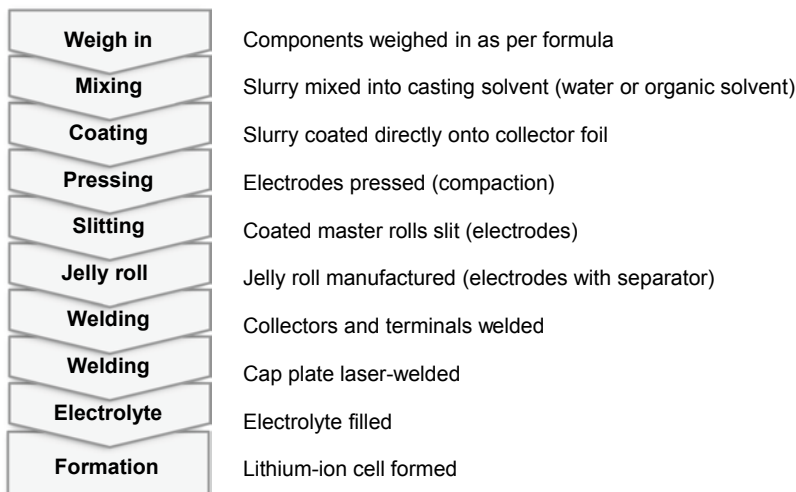 Weigh in Components weighed in as per formula
Mixing Slurry mixed into casting solvent (water or organic solvent)
Coating Slurry coated directly onto collector foil
Pressing Electrodes pressed (compaction)
Slitting Coated master rolls slit (electrodes)
Jelly roll Jelly roll manufactured (electrodes with separator)
Welding Collectors and terminals welded
Welding Cap plate laser-welded
Electrolyte Electrolyte filled
Formation Lithium-ion cell formed